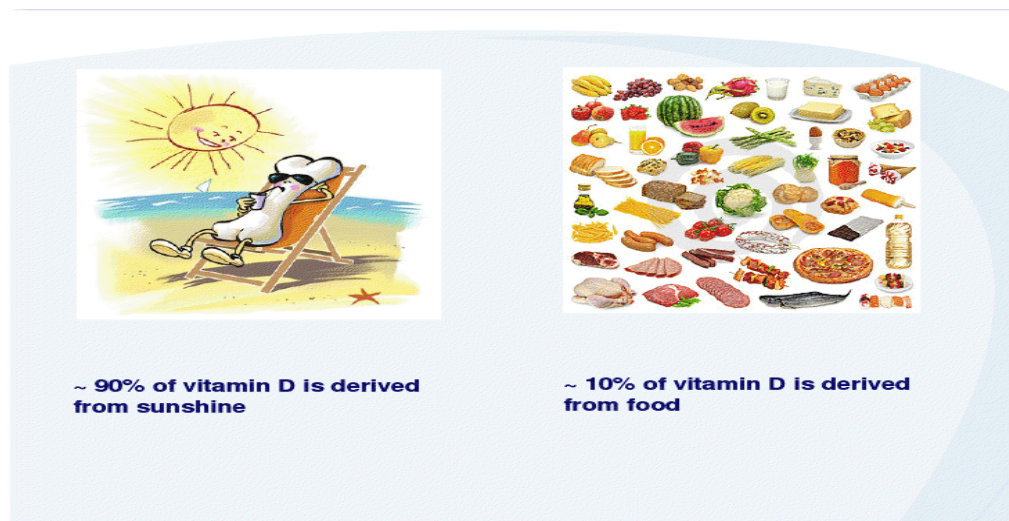 ~ 90% of vitamin D is derived
from sunshine
~ 10% of vitamin D is derived
from food